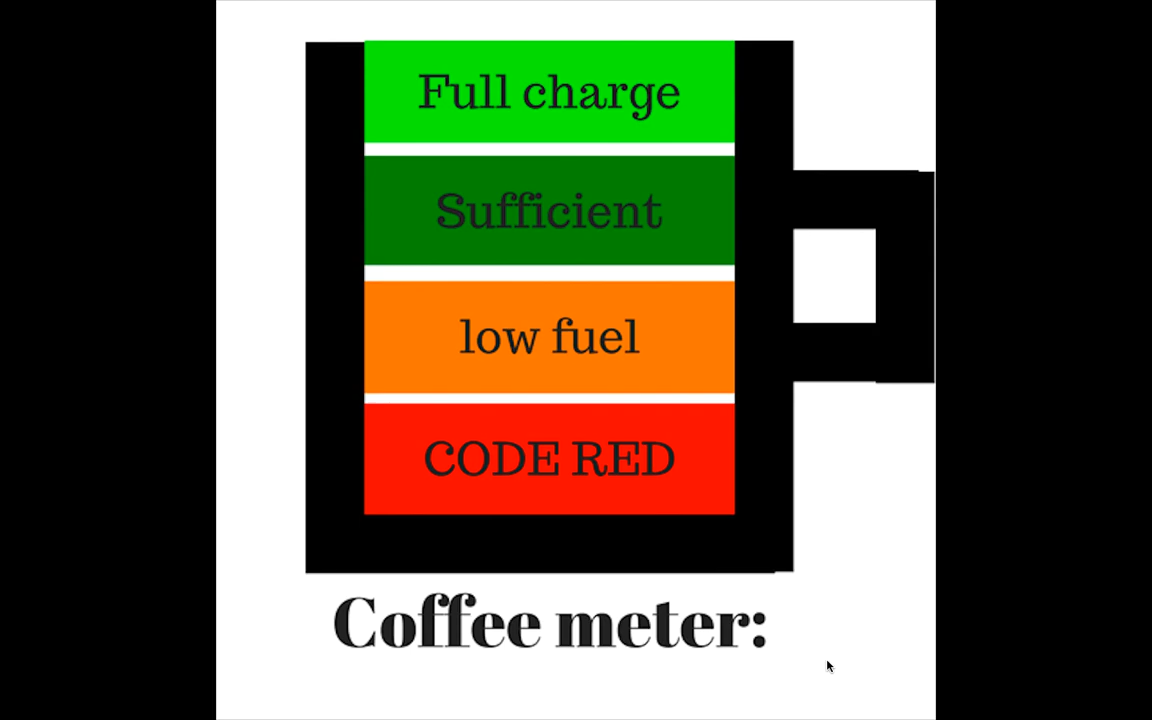 Full charge
Sufficient
low fuel
CODE RED
Coffee meter: